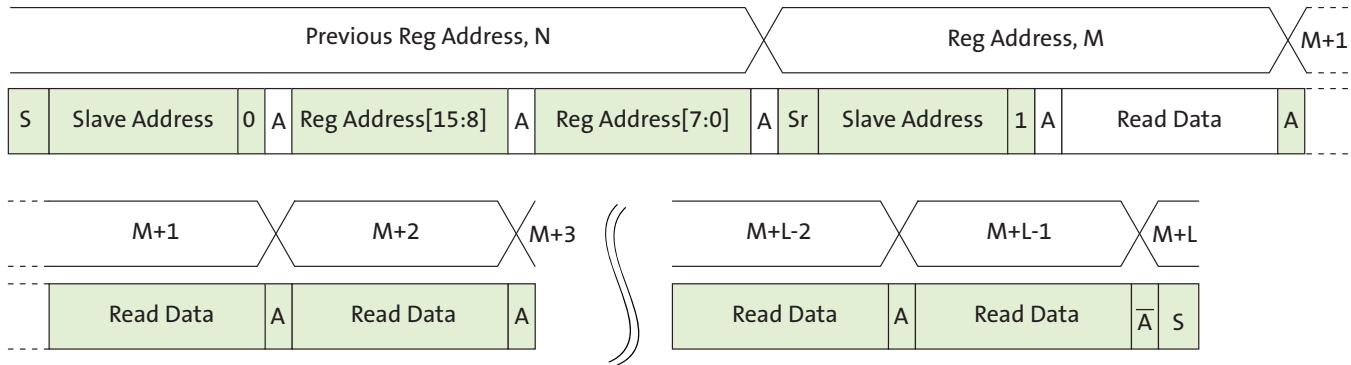 Previous Reg Address, N Reg Address, M M+1
S Slave Address 0 A Reg Address[15:8] A Reg Address[7:0] A Sr Slave Address 1 A Read Data A
M+1 M+2 M+3 M+L-2 M+L-1 M+L
Read Data A Read Data A Read Data A Read Data A̅ S